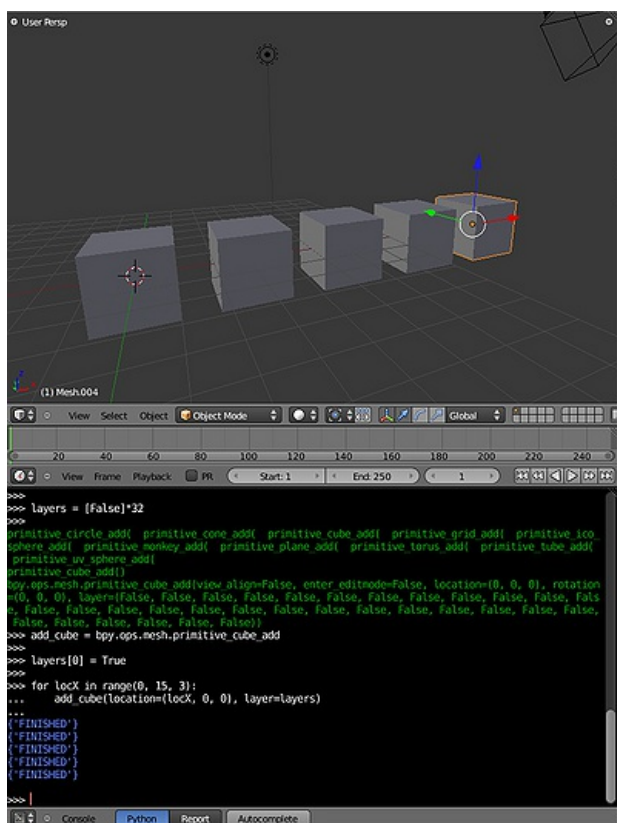 User Persp
(1) Mesh.004
View Select Object Object Mode Global
20 40 60 80 100 120 140 160 180 200 220 240
View Frame Playback PR Start: 1 End: 250 1
>>>
>>> layers = [False]*32
>>>
primitive_circle_add( primitive_cone_add( primitive_cube_add( primitive_grid_add( primitive_ico_
sphere_add( primitive_monkey_add( primitive_plane_add( primitive_torus_add( primitive_tube_add(
primitive_uv_sphere_add(
primitive_cube_add()
bpy.ops.mesh.primitive_cube_add(view_align=False, enter_editmode=False, location=(0, 0, 0), rotation
=(0, 0, 0), layer=(False, False, False, False, False, False, False, False, False, False, False, Fals
e, False, False, False, False, False, False, False, False, False, False, False, False, False, False,
False, False, False, False, False, False))
>>> add_cube = bpy.ops.mesh.primitive_cube_add
>>>
>>> layers[0] = True
>>>
>>> for locX in range(0, 15, 3):
... add_cube(location=(locX, 0, 0), layer=layers)
...
{'FINISHED'}
{'FINISHED'}
{'FINISHED'}
{'FINISHED'}
{'FINISHED'}
>>>
Console Python Report Autocomplete